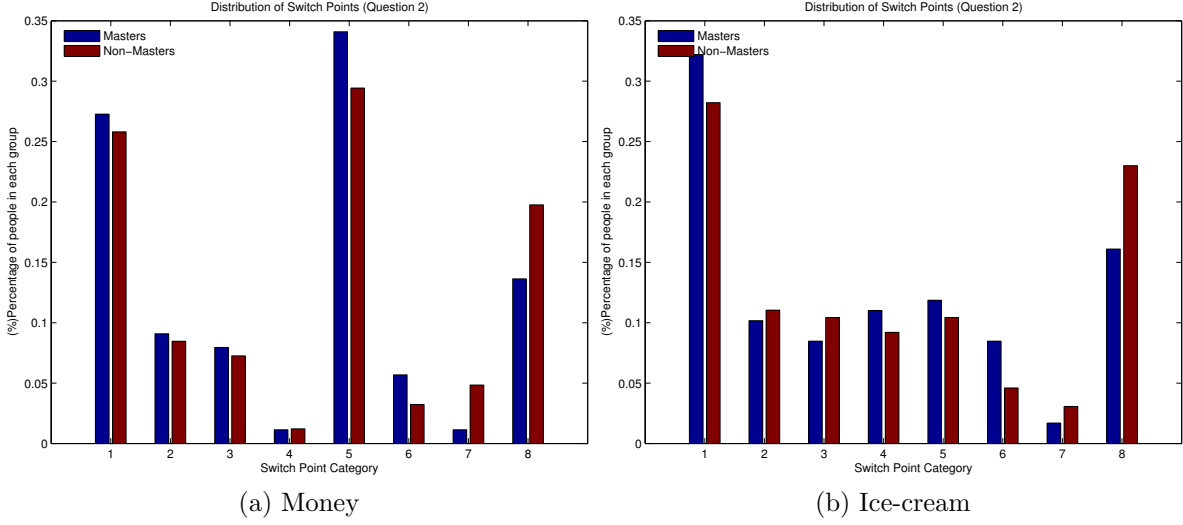 Distribution of Switch Points (Question 2)
0.35
0.3
0.25
0.2
0.15
0.1
0.05
0
(%)Percentage of people in each group
Masters
Non−Masters
1 2 3 4 5 6 7 8
Switch Point Category
(a) Money
Distribution of Switch Points (Question 2)
0.35
0.3
0.25
0.2
0.15
0.1
0.05
0
(%)Percentage of people in each group
Masters
Non−Masters
1 2 3 4 5 6 7 8
Switch Point Category
(b) Ice-cream